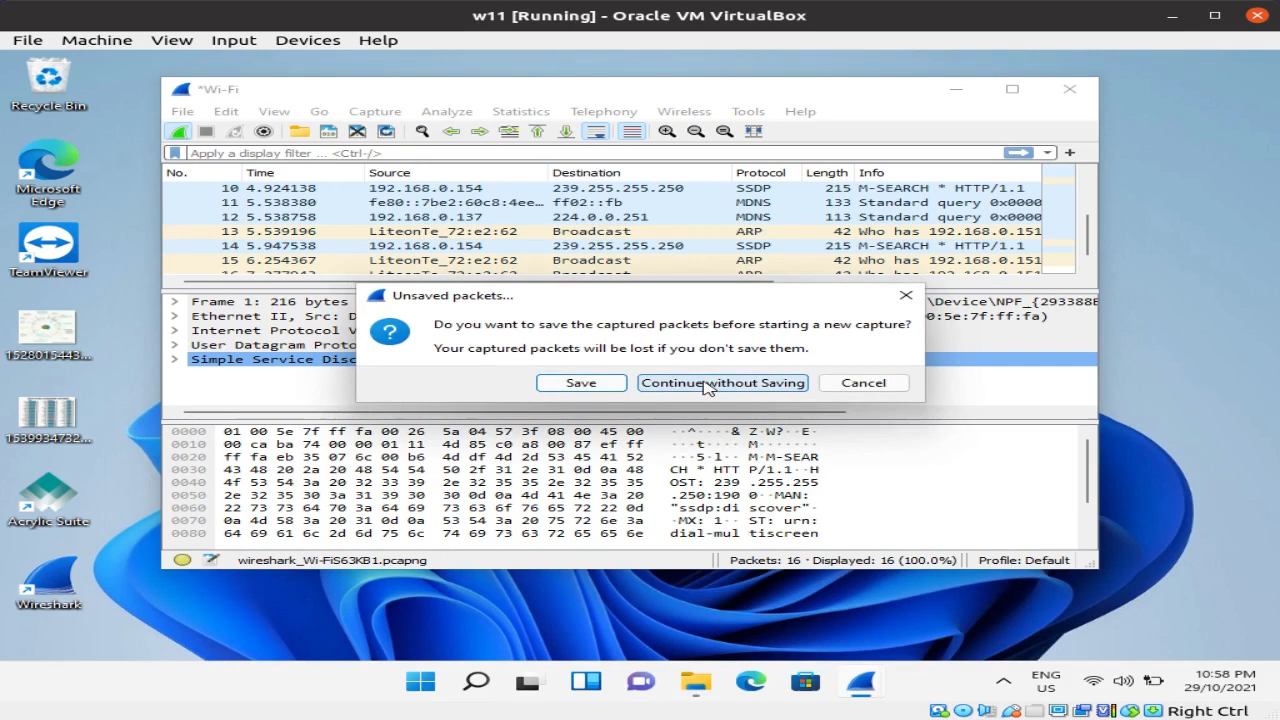 w11 [Running] - Oracle VM VirtualBox
File Machine View Input Devices Help
Recycle Bin
Microsoft
Edge
TeamViewer
1528015443...
1539934732...
Acrylic Suite
Wireshark
*Wi-Fi
File Edit View Go Capture Analyze Statistics Telephony Wireless Tools Help
Apply a display filter ... <Ctrl-/>
No. Time Source Destination Protocol Length Info
10 4.924138 192.168.0.154 239.255.255.250 SSDP 215 M-SEARCH * HTTP/1.1
11 5.538380 fe80::7be2:60c8:4ee... ff02::fb MDNS 133 Standard query 0x0000
12 5.538758 192.168.0.137 224.0.0.251 MDNS 113 Standard query 0x0000
13 5.539196 LiteonTe_72:e2:62 Broadcast ARP 42 Who has 192.168.0.151
14 5.947538 192.168.0.154 239.255.255.250 SSDP 215 M-SEARCH * HTTP/1.1
15 6.254367 LiteonTe_72:e2:62 Broadcast ARP 42 Who has 192.168.0.151
16 7.277943 LiteonTe_72:e2:62 Broadcast ARP 42 Who has 192.168.0.151
Frame 1: 216 bytes \Device\NPF_{293388E
Ethernet II, Src: D 0:5e:7f:ff:fa)
Internet Protocol V
User Datagram Proto
Simple Service Disc
Unsaved packets...
Do you want to save the captured packets before starting a new capture?
Your captured packets will be lost if you don't save them.
Save Continue without Saving Cancel
0000 01 00 5e 7f ff fa 00 26 5a 04 57 3f 08 00 45 00 ··^····& Z·W?··E·
0010 00 ca ba 74 00 00 01 11 4d 85 c0 a8 00 87 ef ff ···t···· M·······
0020 ff fa eb 35 07 6c 00 b6 4d df 4d 2d 53 45 41 52 ···5·l·· M·M-SEAR
0030 43 48 20 2a 20 48 54 54 50 2f 31 2e 31 0d 0a 48 CH * HTT P/1.1··H
0040 4f 53 54 3a 20 32 33 39 2e 32 35 35 2e 32 35 35 OST: 239 .255.255
0050 2e 32 35 30 3a 31 39 30 30 0d 0a 4d 41 4e 3a 20 .250:190 0··MAN:
0060 22 73 73 64 70 3a 64 69 73 63 6f 76 65 72 22 0d "ssdp:di scover"·
0070 0a 4d 58 3a 20 31 0d 0a 53 54 3a 20 75 72 6e 3a ·MX: 1·· ST: urn:
0080 64 69 61 6c 2d 6d 75 6c 74 69 73 63 72 65 65 6e dial-mul tiscreen
wireshark_Wi-FiS63KB1.pcapng Packets: 16 · Displayed: 16 (100.0%) Profile: Default
ENG
US
10:58 PM
29/10/2021
Right Ctrl